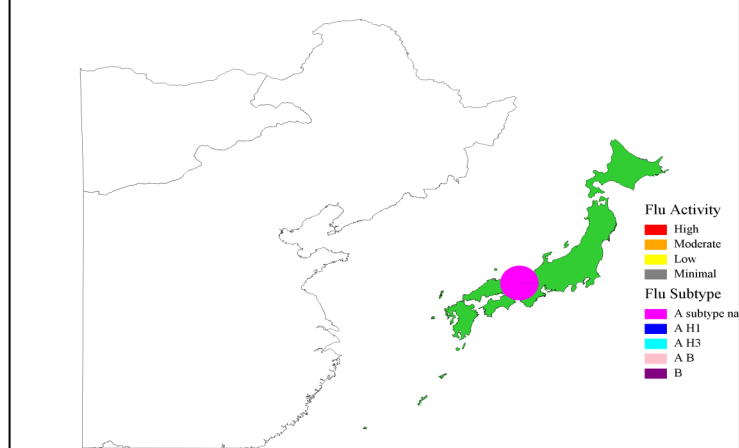 Flu Activity
High
Moderate
Low
Minimal
Flu Subtype
A subtype na
A H1
A H3
A B
B